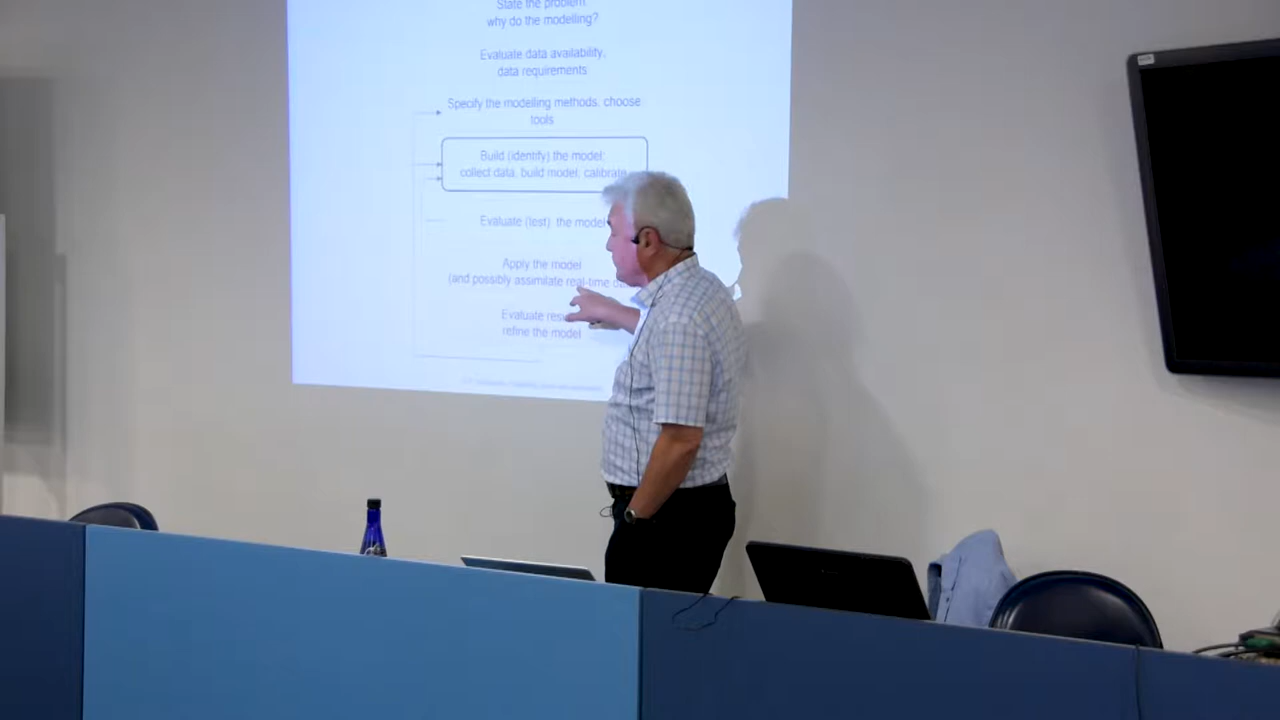 State the problem
why do the modelling?
Evaluate data availability,
data requirements
Specify the modelling methods, choose
tools
Build (identify) the model:
collect data, build model, calibrate
Evaluate (test) the model
Apply the model
(and possibly assimilate real-time
Evaluate
refine the model